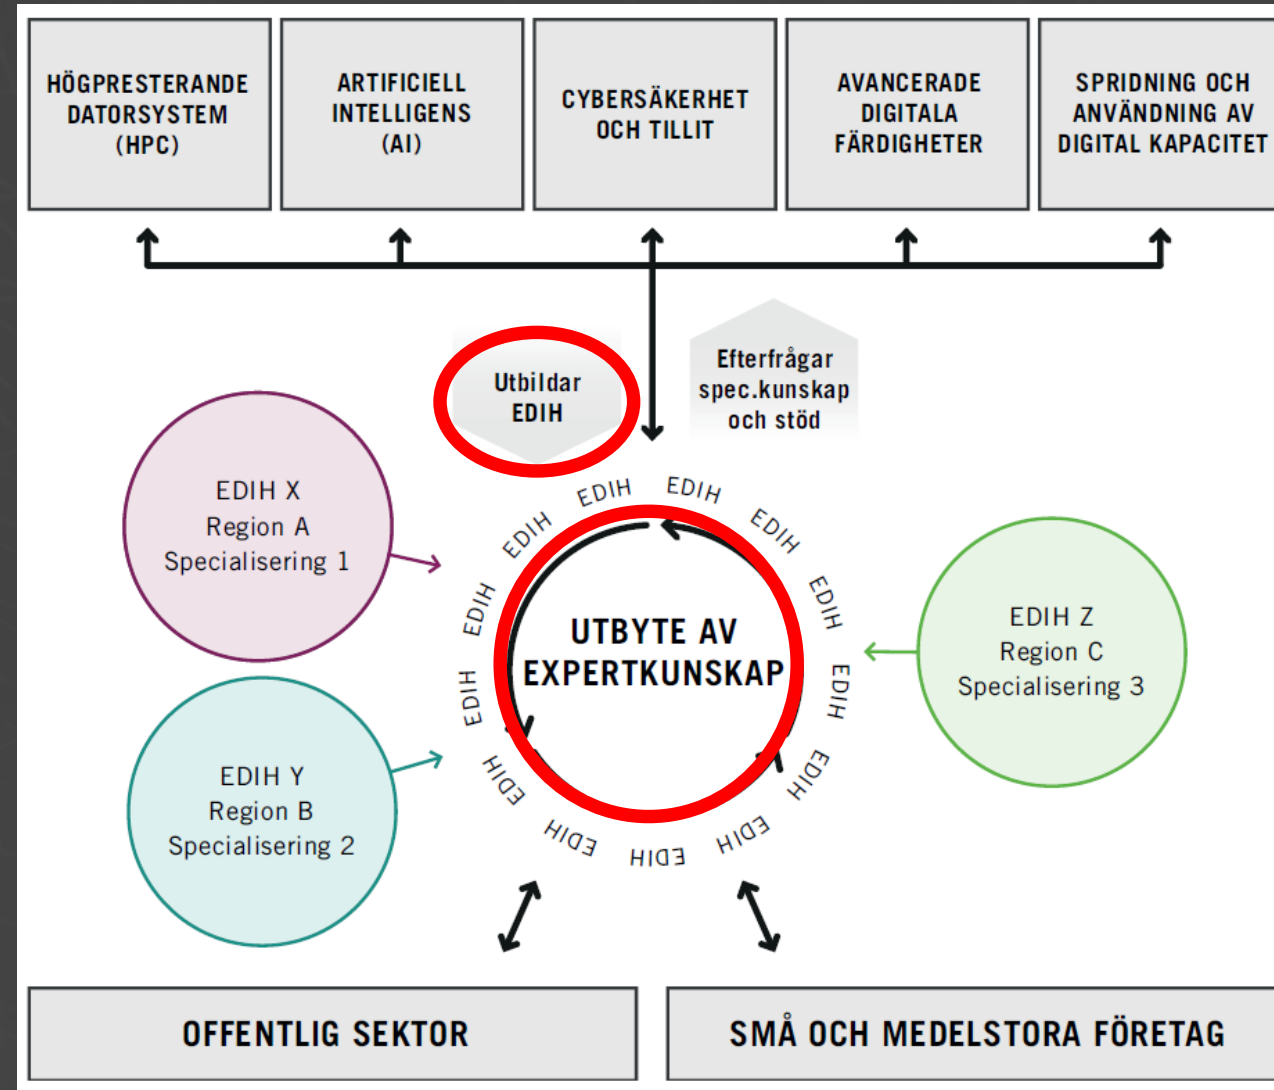 HÖGPRESTERANDE
DATORSYSTEM
(HPC)
ARTIFICIELL
INTELLIGENS
(AI)
CYBERSÄKERHET
OCH TILLIT
AVANCERADE
DIGITALA
FÄRDIGHETER
SPRIDNING OCH
ANVÄNDNING AV
DIGITAL KAPACITET
Utbildar
EDIH
Efterfrågar
spec.kunskap
och stöd
EDIH X
Region A
Specialisering 1
EDIH Y
Region B
Specialisering 2
EDIH
EDIH
EDIH
EDIH
EDIH
EDIH
EDIH
EDIH
EDIH
EDIH
EDIH
EDIH
EDIH
UTBYTE AV
EXPERTKUNSKAP
EDIH Z
Region C
Specialisering 3
OFFENTLIG SEKTOR
SMÅ OCH MEDELSTORA FÖRETAG